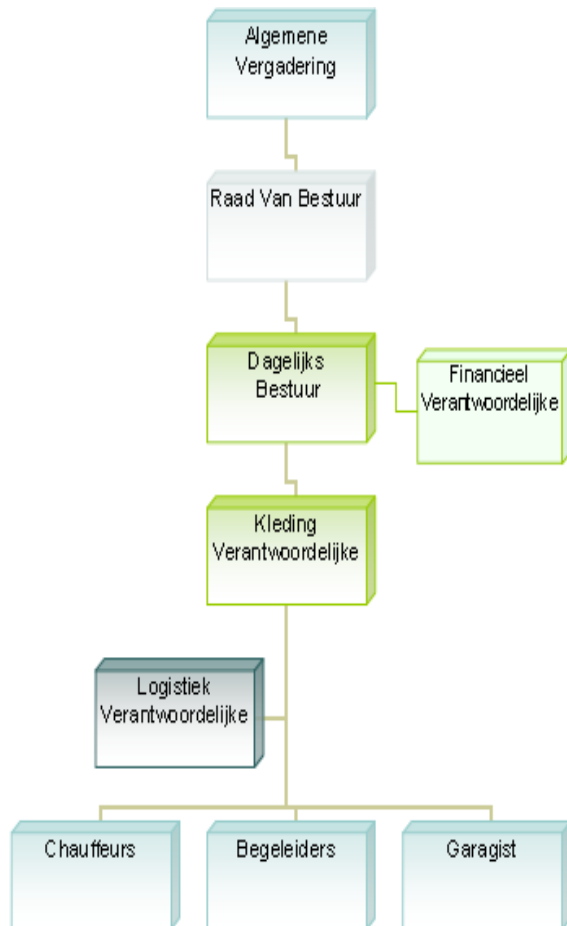 Algemene
Vergadering
Raad Van Bestuur
Dagelijks
Bestuur
Financieel
Verantwoordelijke
Kleding
Verantwoordelijke
Logistiek
Verantwoordelijke
Chauffeurs
Begeleiders
Garagist